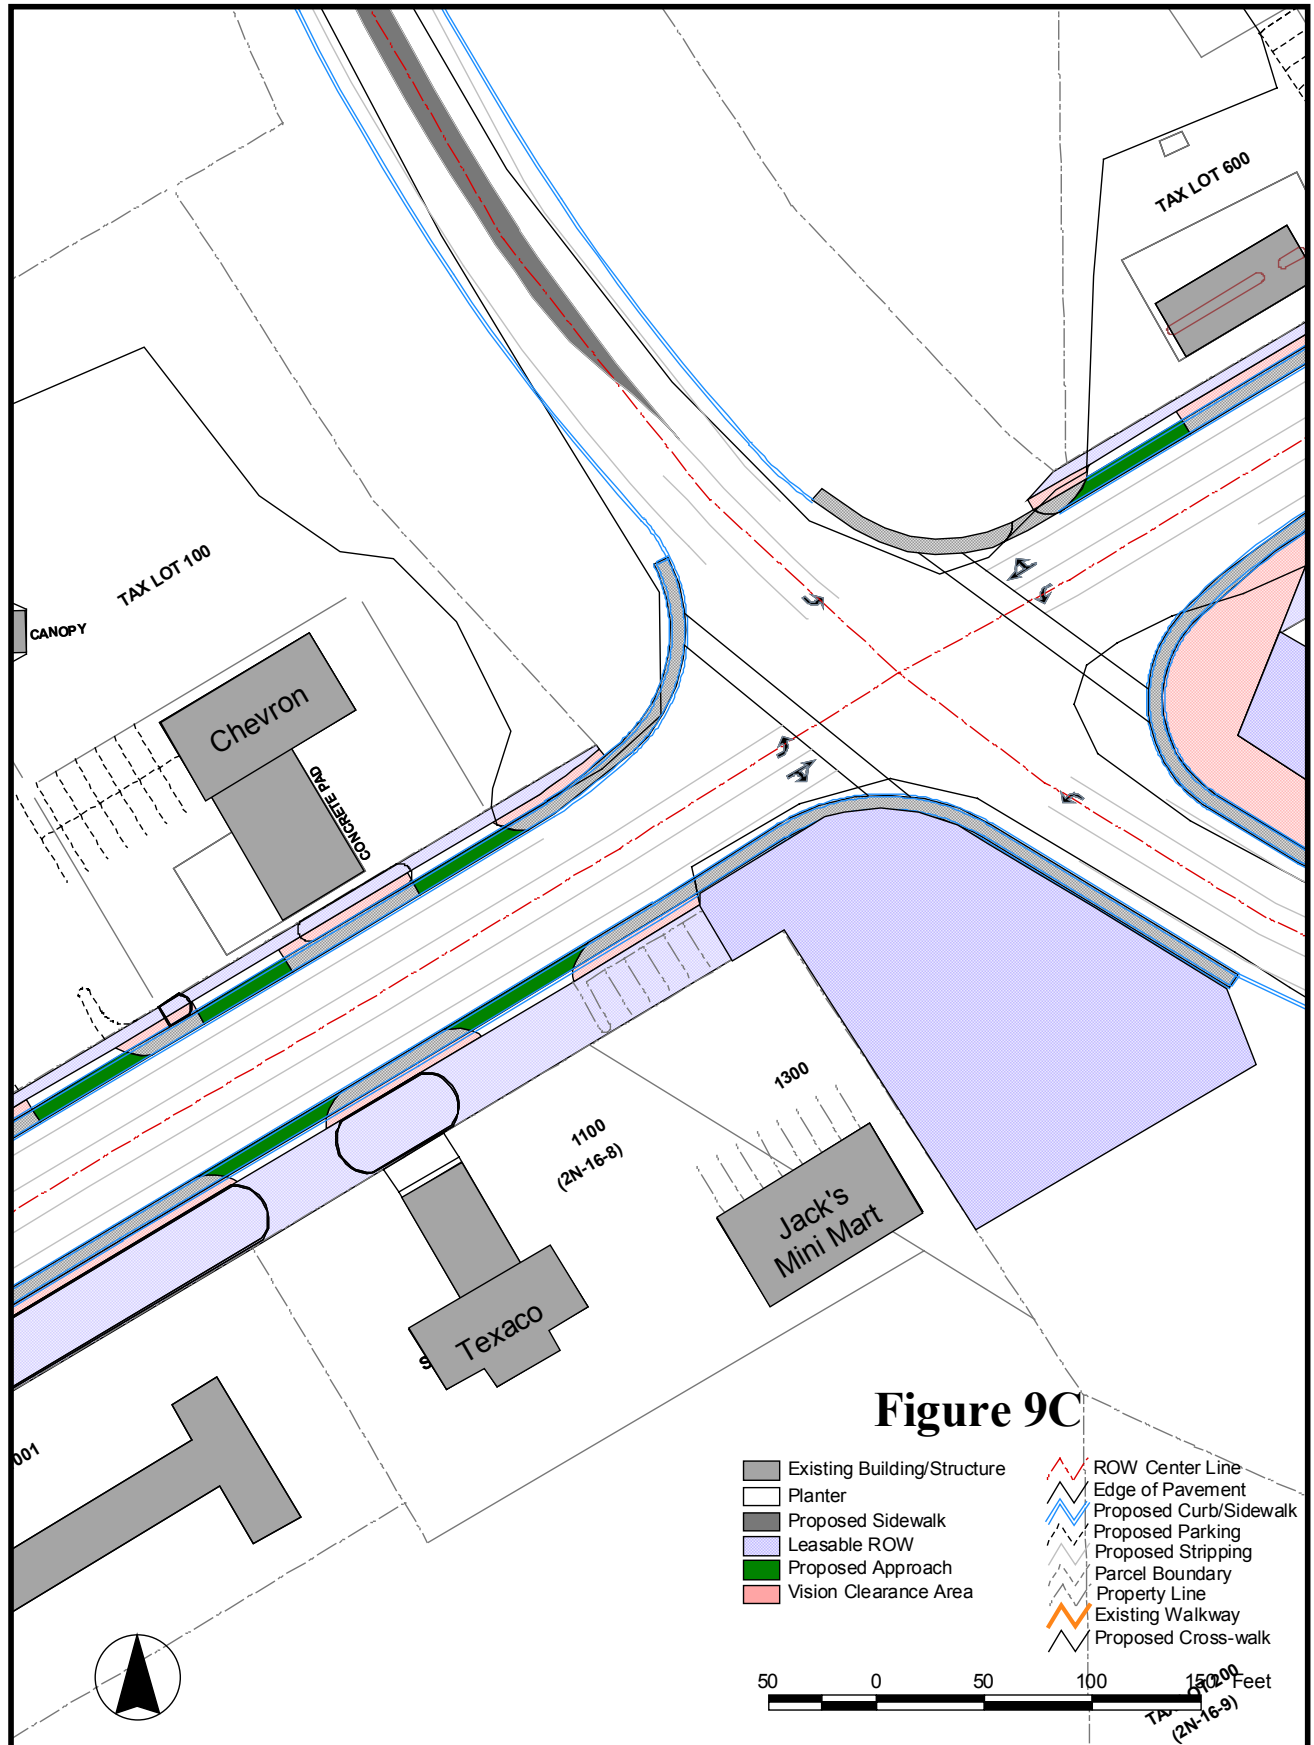 TAX LOT 600
TAX LOT 100
CANOPY
Chevron
CONCRETE PAD
1300
1100
(2N-16-8)
Jack's
Mini Mart
Texaco
S
001
Figure 9C
Existing Building/Structure
Planter
Proposed Sidewalk
Leasable ROW
Proposed Approach
Vision Clearance Area
ROW Center Line
Edge of Pavement
Proposed Curb/Sidewalk
Proposed Parking
Proposed Stripping
Parcel Boundary
Property Line
Existing Walkway
Proposed Cross-walk
50 0 50 100 150 Feet
200
(2N-16-9)